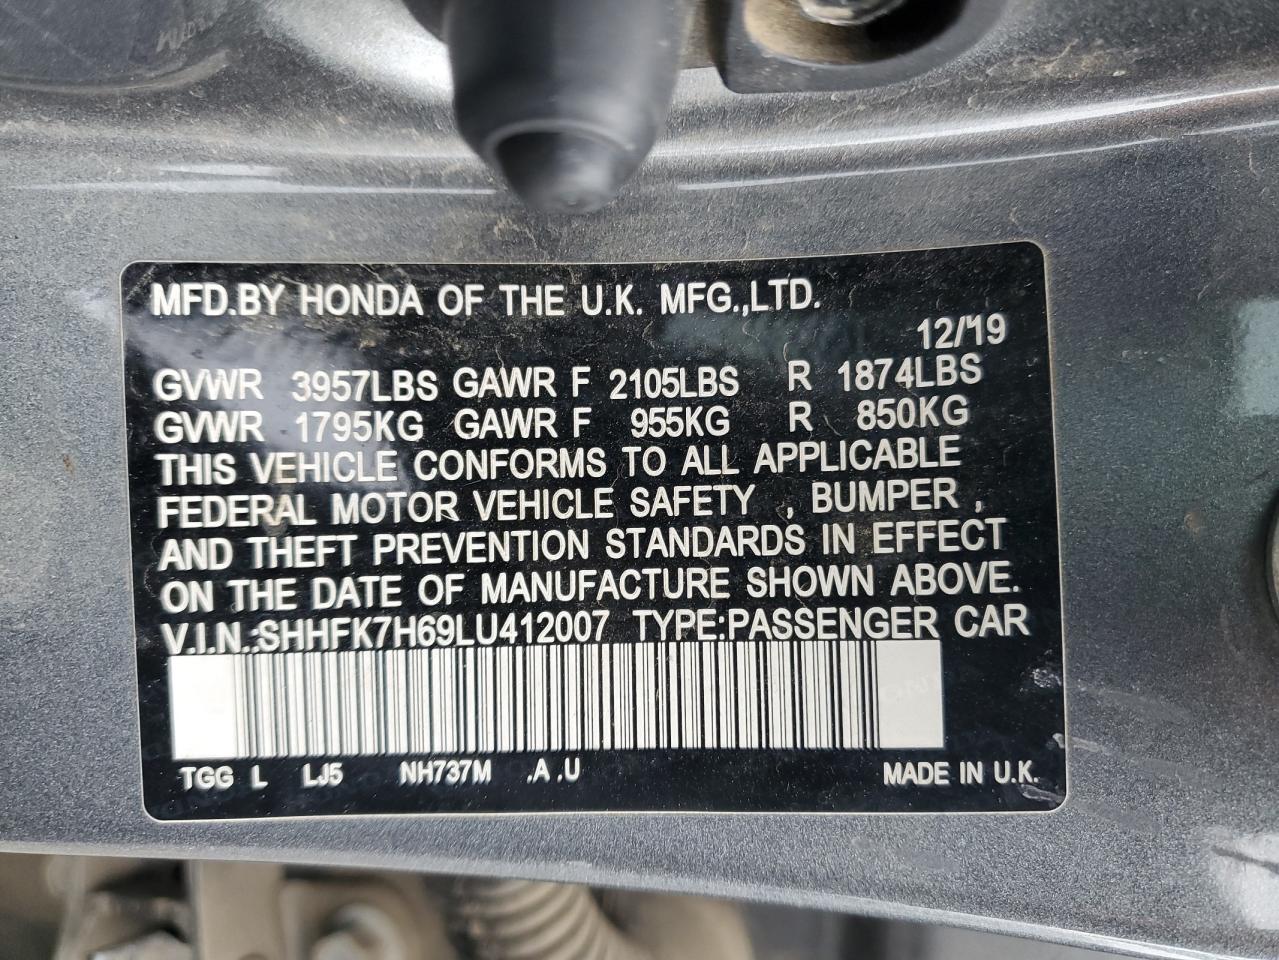 MFD.BY HONDA OF THE U.K. MFG.,LTD.
12/'19
GVWR 3957LBS GAWR F 2105LBS R 1874LBS
GVWR 1795KG GAWR F 955KG R 850KG
THIS VEHICLE CONFORMS TO ALL APPLICABLE
FEDERAL MOTOR VEHICLE SAFETY , BUMPER ,
AND THEFT PREVENTION STANDARDS IN EFFECT
ON THE DATE OF MANUFACTURE SHOWN ABOVE.
V.I.N.:SHHFK7H69LU412007 TYPE:PASSENGER CAR
TGG L LJ5 NH737M .A .U MADE IN U.K.